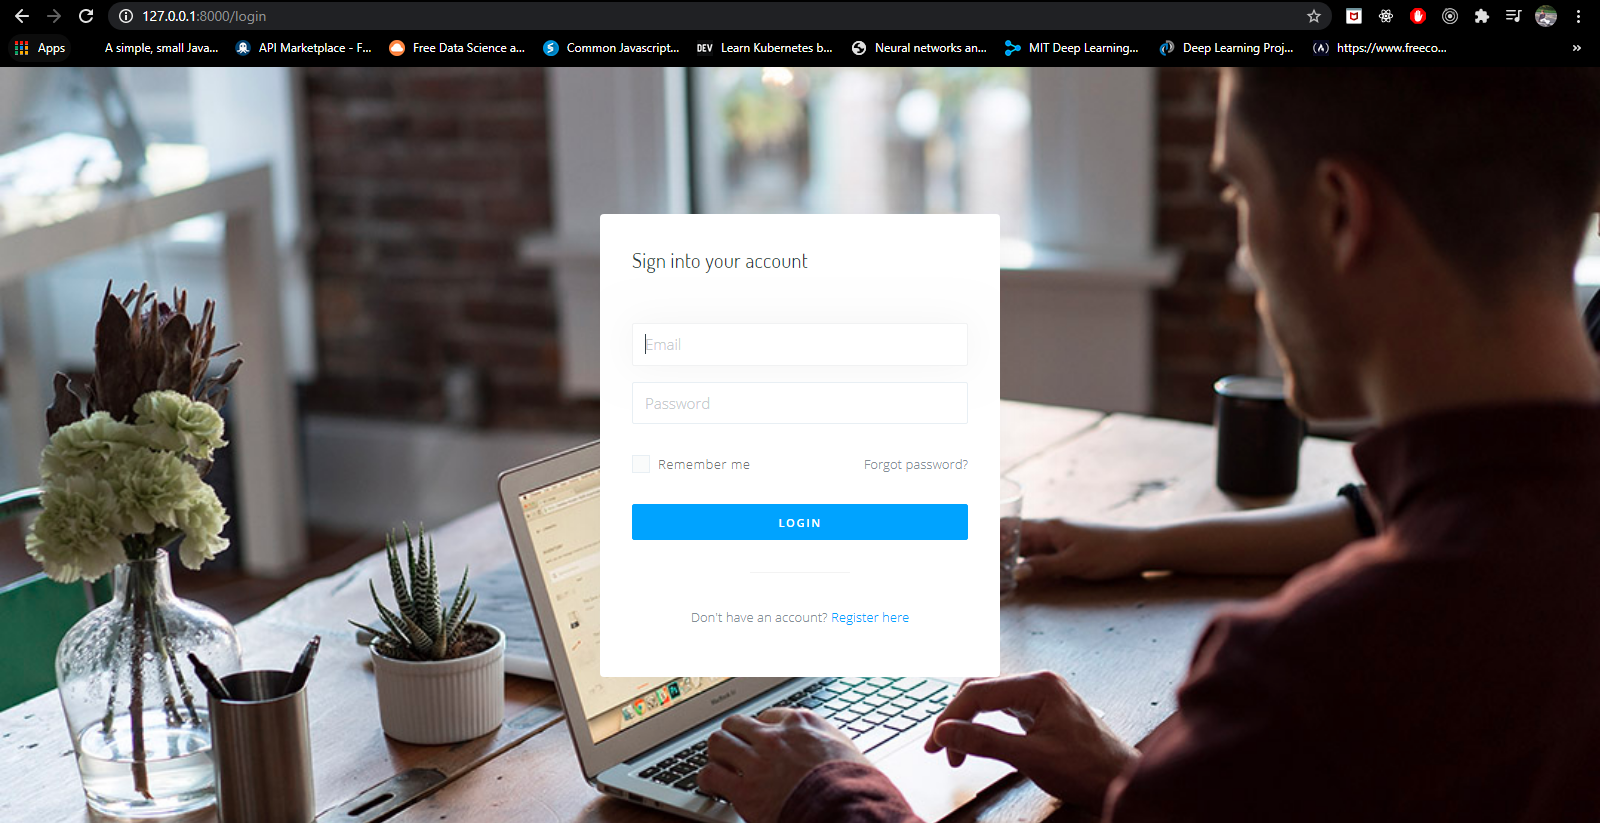 127.0.0.1:8000/login
Apps A simple, small Java... API Marketplace - F... Free Data Science a... Common Javascript... DEV Learn Kubernetes b... Neural networks an... MIT Deep Learning... Deep Learning Proj... https://www.freeco... »
Sign into your account
Email
Password
Remember me Forgot password?
LOGIN
Don't have an account? Register here
MacBook Air